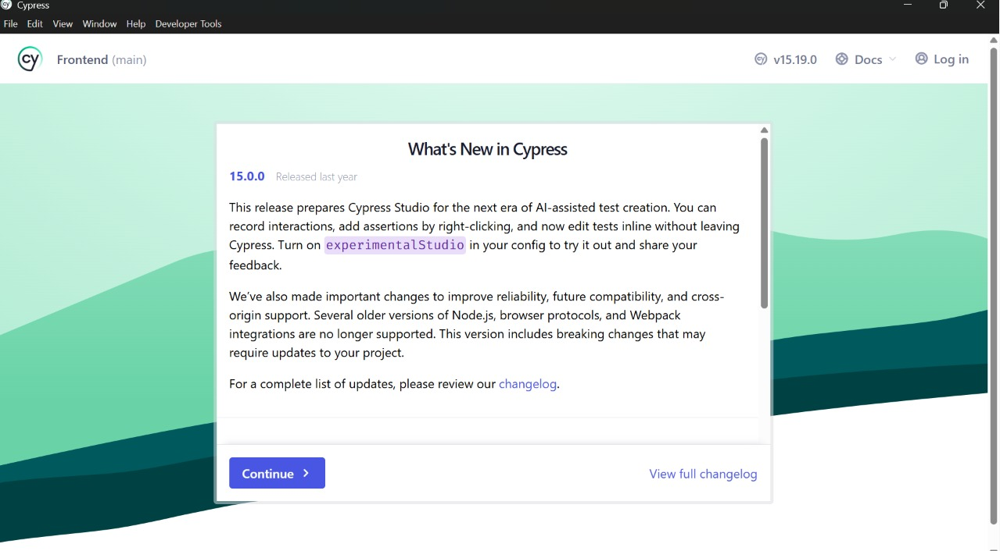 Cypress
File Edit View Window Help Developer Tools
cy Frontend (main) v15.19.0 Docs Log in
What's New in Cypress
15.0.0 Released last year
This release prepares Cypress Studio for the next era of AI-assisted test creation. You can
record interactions, add assertions by right-clicking, and now edit tests inline without leaving
Cypress. Turn on experimentalStudio in your config to try it out and share your
feedback.
We've also made important changes to improve reliability, future compatibility, and cross-
origin support. Several older versions of Node.js, browser protocols, and Webpack
integrations are no longer supported. This version includes breaking changes that may
require updates to your project.
For a complete list of updates, please review our changelog.
Continue View full changelog